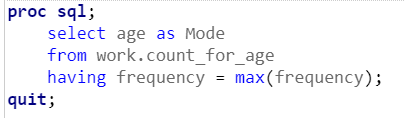 proc sql;
    select age as Mode
    from work.count_for_age
    having frequency = max(frequency);
quit;